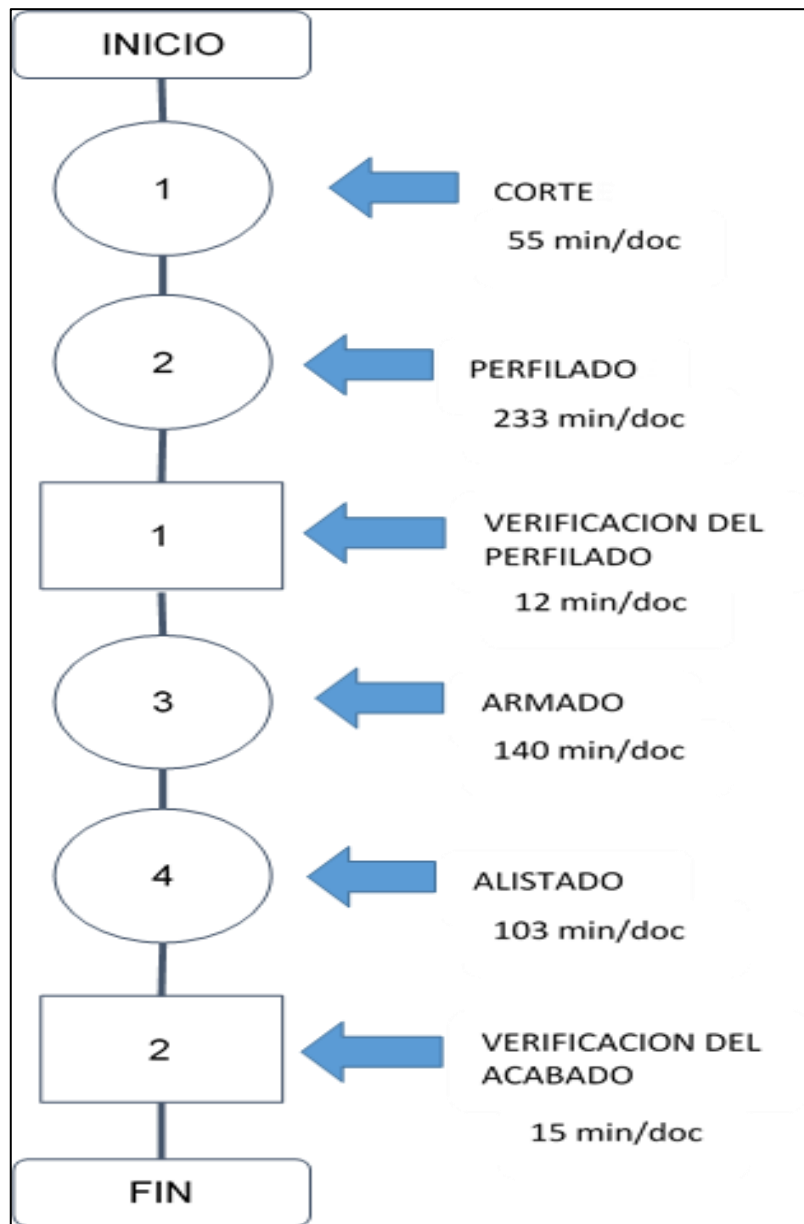 INICIO
1
CORTE
55 min/doc
2
PERFILADO
233 min/doc
1
VERIFICACION DEL
PERFILADO
12 min/doc
3
ARMADO
140 min/doc
4
ALISTADO
103 min/doc
2
VERIFICACION DEL
ACABADO
15 min/doc
FIN